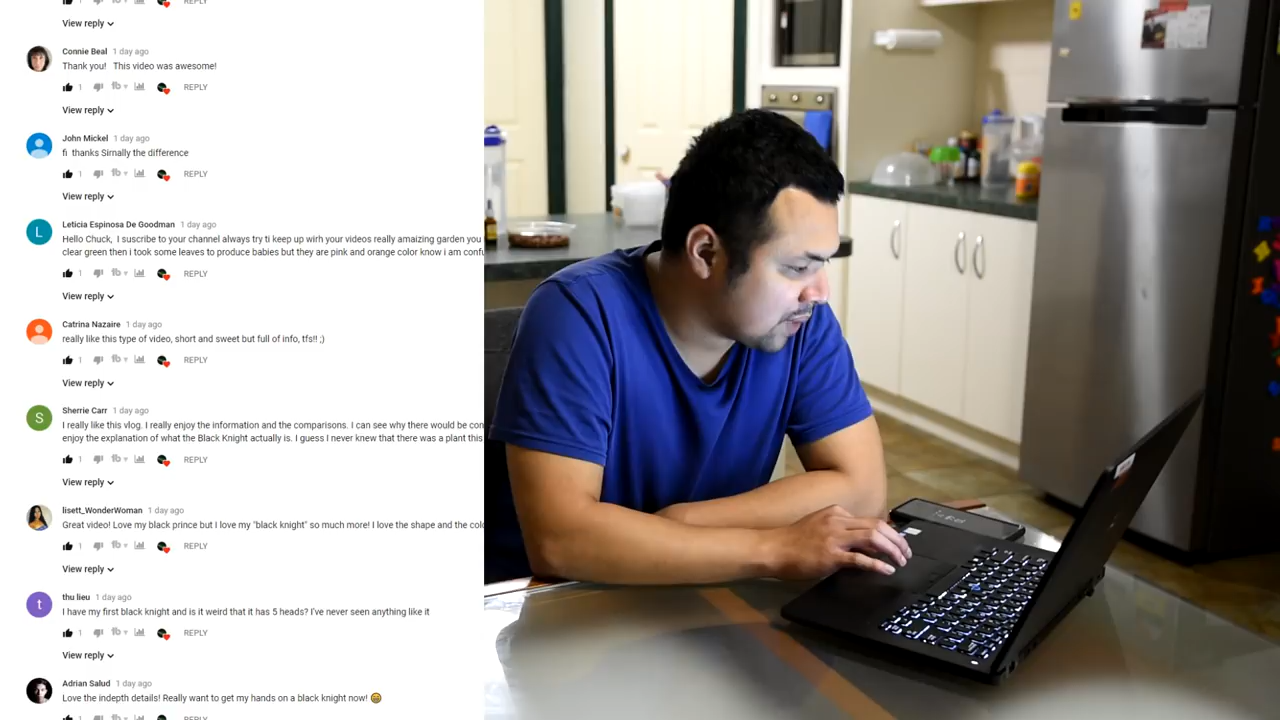 1 REPLY
View reply
Connie Beal 1 day ago
Thank you! This video was awesome!
1 REPLY
View reply
John Mickel 1 day ago
fi thanks Sirnally the difference
1 REPLY
View reply
L
Leticia Espinosa De Goodman 1 day ago
Hello Chuck, I suscribe to your channel always try ti keep up wirh your videos really amaizing garden you
clear green then i took some leaves to produce babies but they are pink and orange color know i am
1 REPLY
View reply
Catrina Nazaire 1 day ago
really like this type of video, short and sweet but full of info, tfs!! ;)
1 REPLY
View reply
S
Sherrie Carr 1 day ago
I really like this vlog. I really enjoy the information and the comparisons. I can see why there would be
enjoy the explanation of what the Black Knight actually is. I guess I never knew that there was a plant this
1 REPLY
View reply
lisett_WonderWoman 1 day ago
Great video! Love my black prince but I love my "black knight" so much more! I love the shape and the
1 REPLY
View reply
t
thu lieu 1 day ago
I have my first black knight and is it weird that it has 5 heads? I've never seen anything like it
1 REPLY
View reply
Adrian Salud 1 day ago
Love the indepth details! Really want to get my hands on a black knight now! 😄
1 REPLY